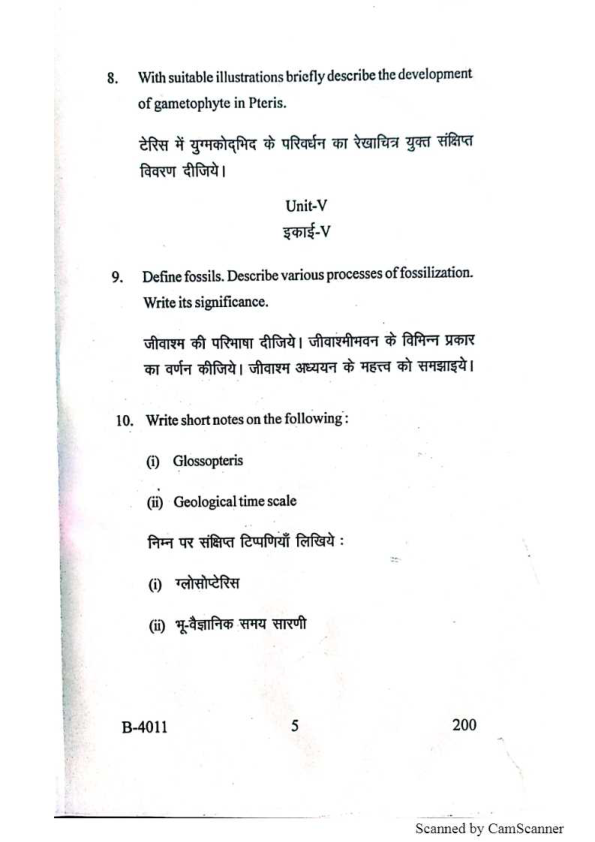 8. With suitable illustrations briefly describe the development
of gametophyte in Pteris.
टेरिस में युग्मकोद्भिद के परिवर्धन का रेखाचित्र युक्त संक्षिप्त
विवरण दीजिये।
Unit-V
इकाई-V
9. Define fossils. Describe various processes of fossilization.
Write its significance.
जीवाश्म की परिभाषा दीजिये। जीवाश्मीमवन के विभिन्न प्रकार
का वर्णन कीजिये। जीवाश्म अध्ययन के महत्त्व को समझाइये।
10. Write short notes on the following :
(i) Glossopteris
(ii) Geological time scale
निम्न पर संक्षिप्त टिप्पणियाँ लिखिये :
(i) ग्लोसोप्टेरिस
(ii) भू-वैज्ञानिक समय सारणी
B-4011 5 200
Scanned by CamScanner